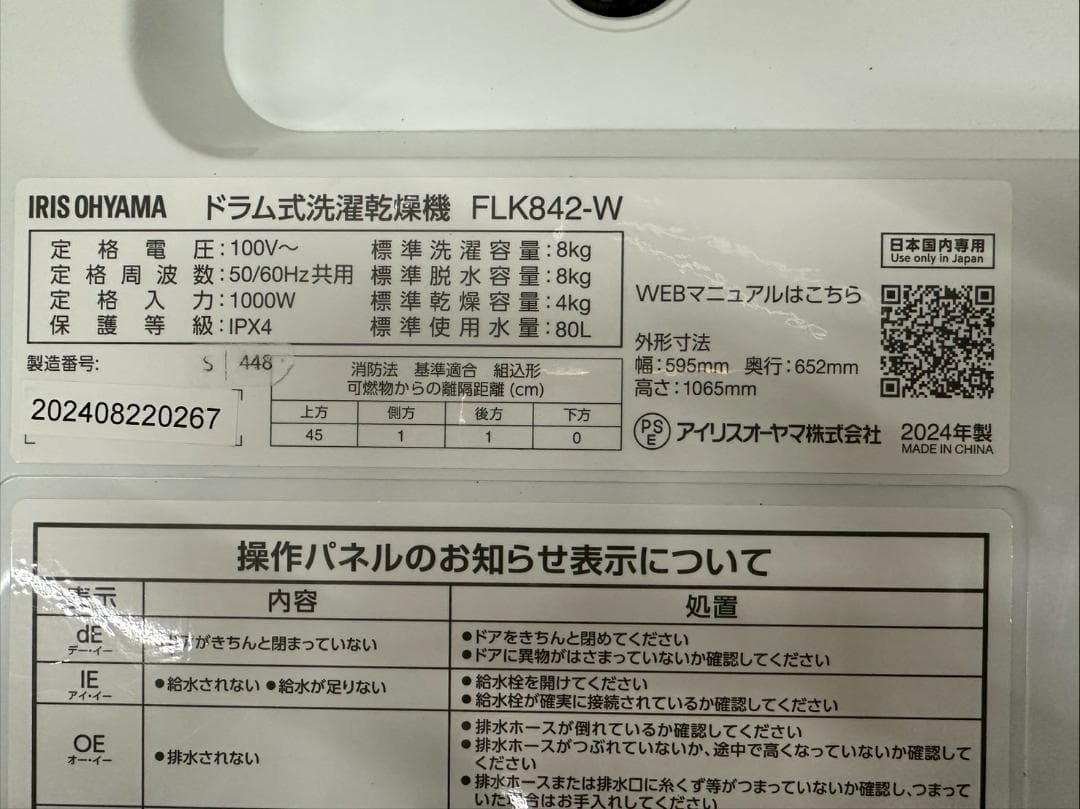 IRIS OHYAMA ドラム式洗濯乾燥機 FLK842-W
定格電圧:100V～ 標準洗濯容量:8kg
定格周波数:50/60Hz共用 標準脱水容量:8kg
定格入力:1000W 標準乾燥容量:4kg
保護等級:IPX4 標準使用水量:80L
日本国内専用
Use only in Japan
WEBマニュアルはこちら
外形寸法
幅:595mm 奥行:652mm
高さ:1065mm
製造番号: S 448
202408220267
消防法 基準適合 組込形
可燃物からの離隔距離(cm)
上方 側方 後方 下方
45 1 1 0
PSE アイリスオーヤマ株式会社 2024年製
MADE IN CHINA
操作パネルのお知らせ表示について
表示 内容 処置
dE
デー・イー
ドアがきちんと閉まっていない
●ドアをきちんと閉めてください
●ドアに異物がはさまっていないか確認してください
IE
アイ・イー
●給水されない ●給水が足りない
●給水栓を開けてください
●給水栓が確実に接続されているか確認してください
OE
オー・イー
●排水されない
●排水ホースが倒れているか確認してください
●排水ホースがつぶれていないか、途中で高くなっていないか確認して
ください
●排水ホースまたは排水口に糸くず等がつまっていないか確認し、つまって
いた場合はお手入れしてください